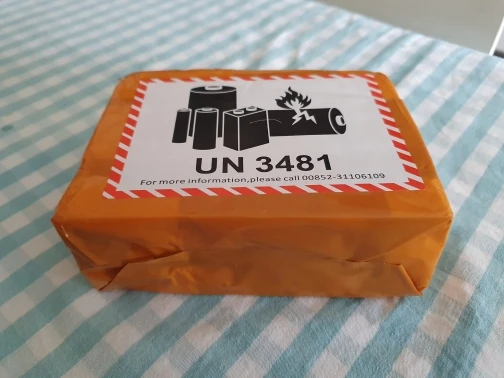 UN 3481
For more information,please call 00852-31106109